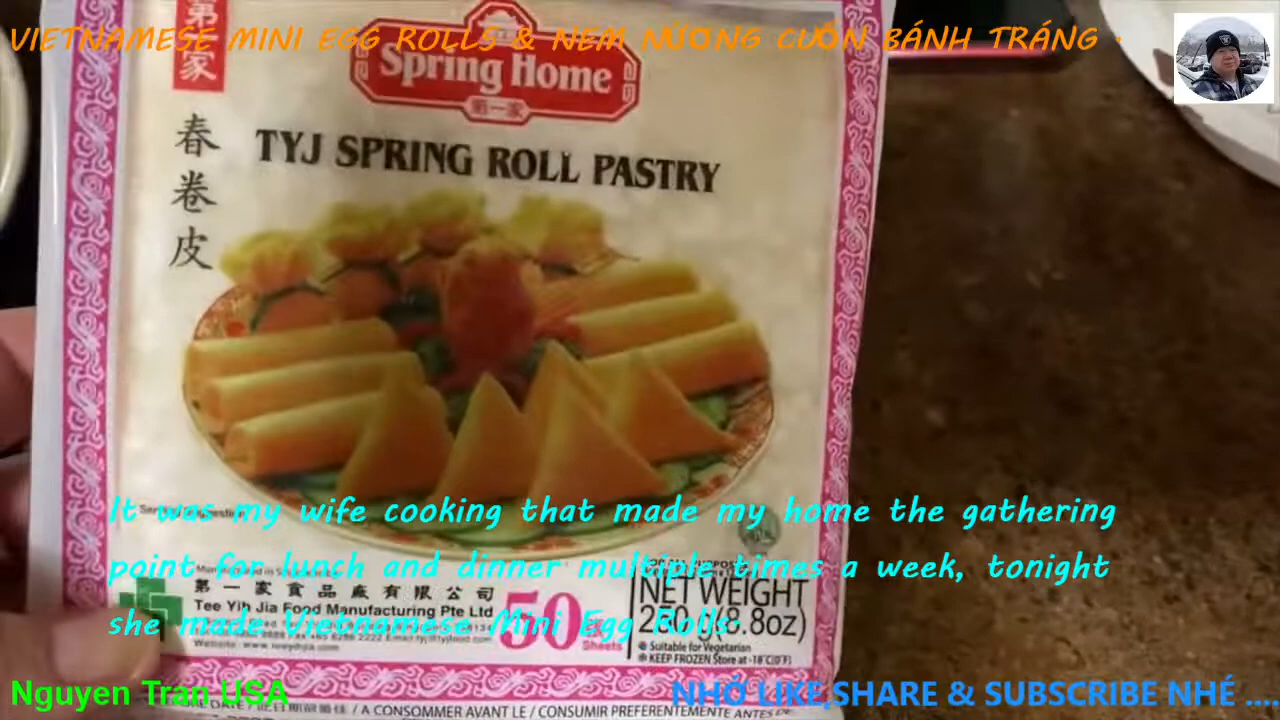 VIETNAMESE MINI EGG ROLLS & NEM NƯỚNG CUỐN BÁNH TRÁNG .
第一家
Spring Home
第一家
TYJ SPRING ROLL PASTRY
春卷皮
It was my wife cooking that made my home the gathering
point for lunch and dinner multiple times a week, tonight
she made Vietnamese Mini Egg Rolls.
第一家食品廠有限公司
Tee Yih Jia Food Manufacturing Pte Ltd
50
Sheets
NET WEIGHT
250 g(8.8oz)
Suitable for Vegetarian
KEEP FROZEN Store at -18°C(0°F)
Nguyen Tran USA
NHỚ LIKE,SHARE & SUBSCRIBE NHÉ ....
/ A CONSOMMER AVANT LE / CONSUMIR PREFERENTEMENTE ANTES DE